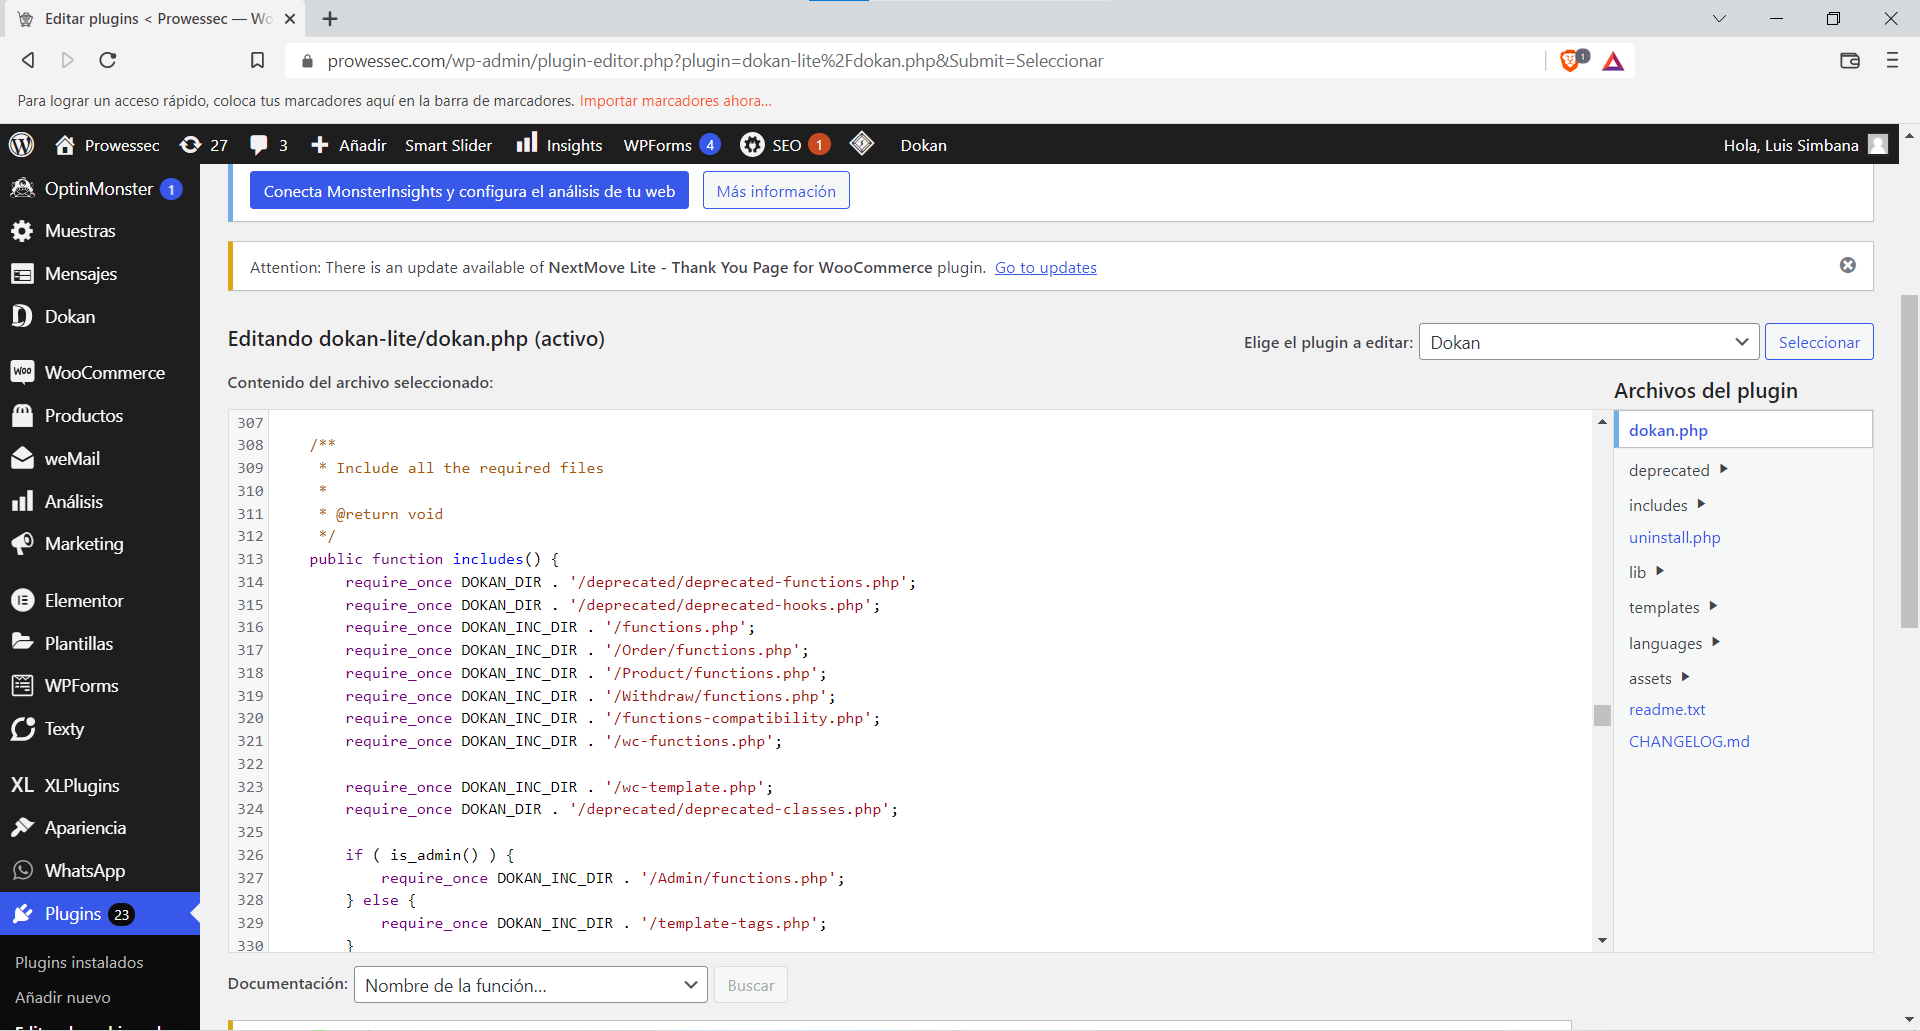 Editar plugins < Prowessec — Wo
prowessec.com/wp-admin/plugin-editor.php?plugin=dokan-lite%2Fdokan.php&Submit=Seleccionar
1
Para lograr un acceso rápido, coloca tus marcadores aquí en la barra de marcadores. Importar marcadores ahora...
Prowessec 27 3 Añadir Smart Slider Insights WPForms 4 SEO 1 Dokan Hola, Luis Simbana
OptinMonster 1
Muestras
Mensajes
Dokan
WooCommerce
Productos
weMail
Análisis
Marketing
Elementor
Plantillas
WPForms
Texty
XL XLPlugins
Apariencia
WhatsApp
Plugins 23
Plugins instalados
Añadir nuevo
Conecta MonsterInsights y configura el análisis de tu web Más información
Attention: There is an update available of NextMove Lite - Thank You Page for WooCommerce plugin. Go to updates
Editando dokan-lite/dokan.php (activo)
Elige el plugin a editar: Dokan Seleccionar
Contenido del archivo seleccionado:
307
308 /**
309 * Include all the required files
310 *
311 * @return void
312 */
313 public function includes() {
314 require_once DOKAN_DIR . '/deprecated/deprecated-functions.php';
315 require_once DOKAN_DIR . '/deprecated/deprecated-hooks.php';
316 require_once DOKAN_INC_DIR . '/functions.php';
317 require_once DOKAN_INC_DIR . '/Order/functions.php';
318 require_once DOKAN_INC_DIR . '/Product/functions.php';
319 require_once DOKAN_INC_DIR . '/Withdraw/functions.php';
320 require_once DOKAN_INC_DIR . '/functions-compatibility.php';
321 require_once DOKAN_INC_DIR . '/wc-functions.php';
322
323 require_once DOKAN_INC_DIR . '/wc-template.php';
324 require_once DOKAN_DIR . '/deprecated/deprecated-classes.php';
325
326 if ( is_admin() ) {
327 require_once DOKAN_INC_DIR . '/Admin/functions.php';
328 } else {
329 require_once DOKAN_INC_DIR . '/template-tags.php';
330 }
Archivos del plugin
dokan.php
deprecated
includes
uninstall.php
lib
templates
languages
assets
readme.txt
CHANGELOG.md
Documentación: Nombre de la función... Buscar